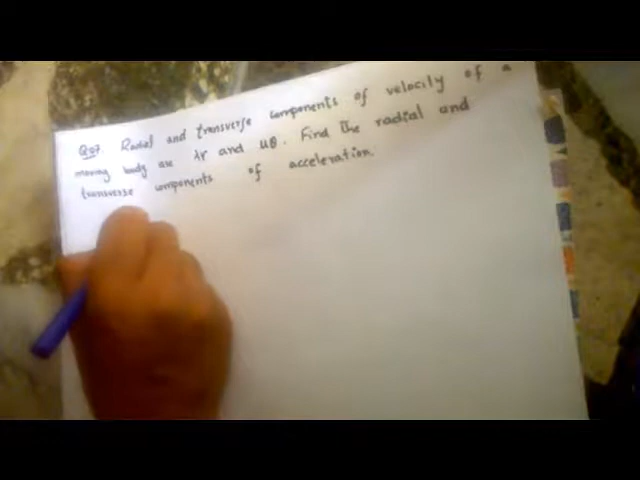 Q07 Radial and transverse components of velocity of a
moving body are λr and μθ. Find the radial and
transverse components of acceleration.